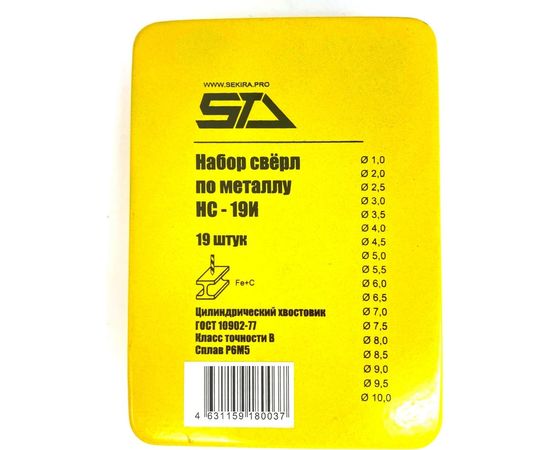 WWW.SEKIRA.PRO
STA
Набор свёрл
по металлу
НС - 19И
19 штук
Fe+C
Цилиндрический хвостовик
ГОСТ 10902-77
Класс точности В
Сплав Р6М5
4 631159 180037
Ø 1,0
Ø 2,0
Ø 2,5
Ø 3,0
Ø 3,5
Ø 4,0
Ø 4,5
Ø 5,0
Ø 5,5
Ø 6,0
Ø 6,5
Ø 7,0
Ø 7,5
Ø 8,0
Ø 8,5
Ø 9,0
Ø 9,5
Ø 10,0